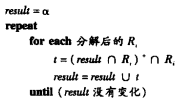 result = α
repeat
for each 分解后的 Rᵢ
t = (result ∩ Rᵢ)⁺ ∩ Rᵢ
result = result ∪ t
until (result 没有变化)